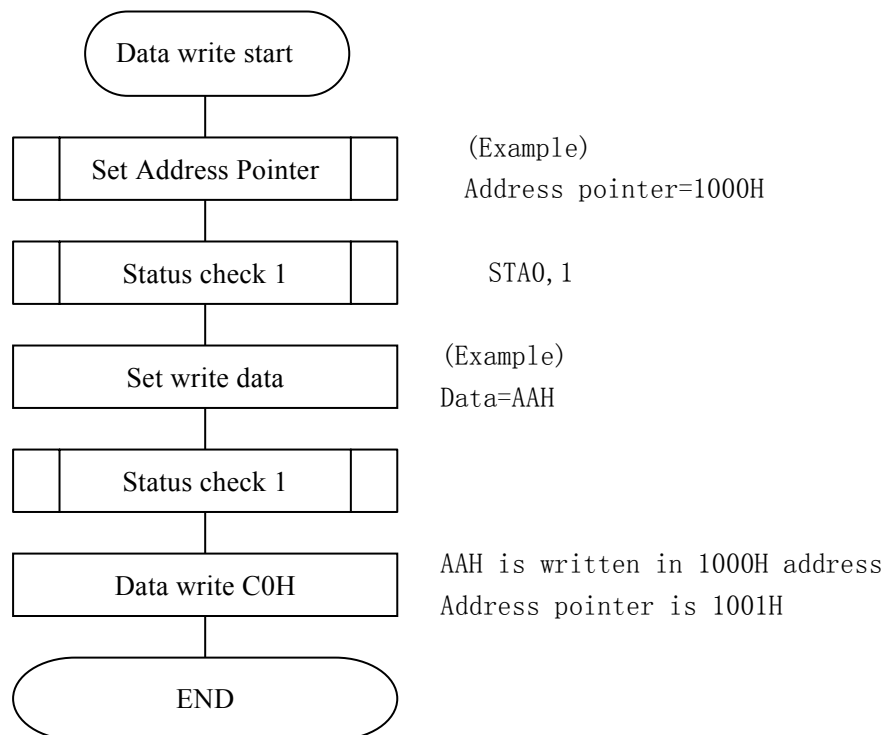 Data write start
Set Address Pointer
(Example)
Address pointer=1000H
Status check 1
STA0,1
Set write data
(Example)
Data=AAH
Status check 1
Data write C0H
AAH is written in 1000H address
Address pointer is 1001H
END